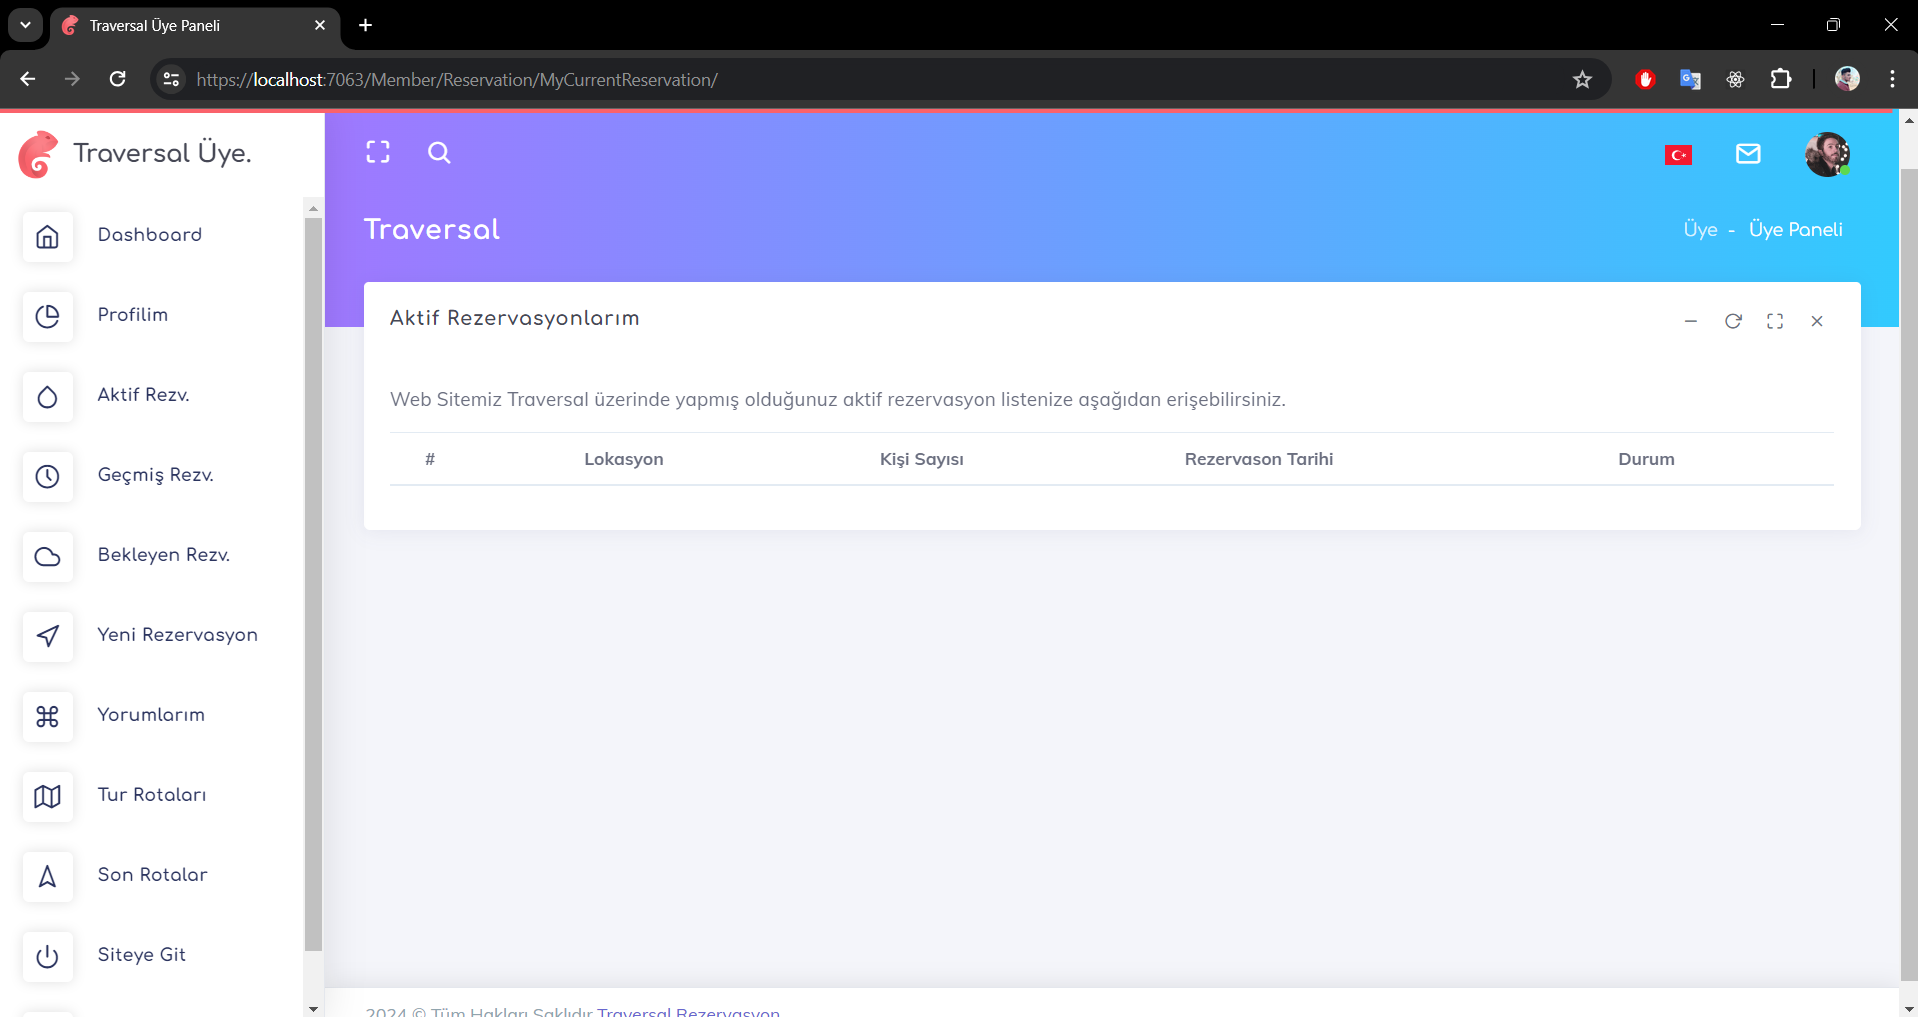 Traversal Üye Paneli
https://localhost:7063/Member/Reservation/MyCurrentReservation/
Traversal Üye.
Dashboard
Profilim
Aktif Rezv.
Geçmiş Rezv.
Bekleyen Rezv.
Yeni Rezervasyon
Yorumlarım
Tur Rotaları
Son Rotalar
Siteye Git
Traversal
Üye - Üye Paneli
Aktif Rezervasyonlarım
Web Sitemiz Traversal üzerinde yapmış olduğunuz aktif rezervasyon listenize aşağıdan erişebilirsiniz.
# Lokasyon Kişi Sayısı Rezervason Tarihi Durum
2024 © Tüm Hakları Saklıdır Traversal Rezervasyon